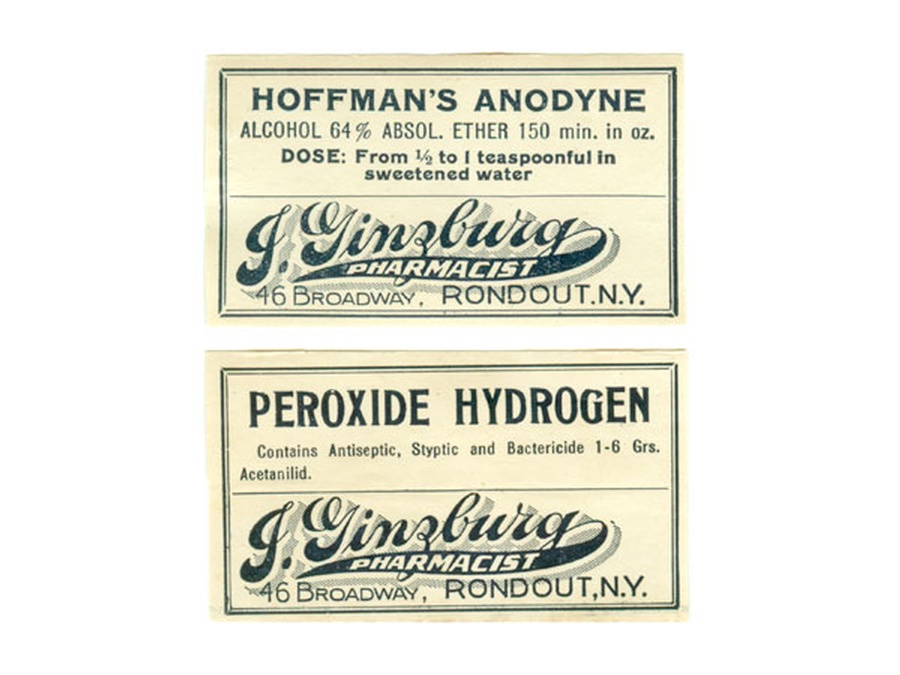 HOFFMAN'S ANODYNE
ALCOHOL 64% ABSOL. ETHER 150 min. in oz.
DOSE: From ½ to 1 teaspoonful in
sweetened water
J. Ginzburg
PHARMACIST
46 BROADWAY, RONDOUT.N.Y.
PEROXIDE HYDROGEN
Contains Antiseptic, Styptic and Bactericide 1-6 Grs.
Acetanilid.
J. Ginzburg
PHARMACIST
46 BROADWAY, RONDOUT,N.Y.